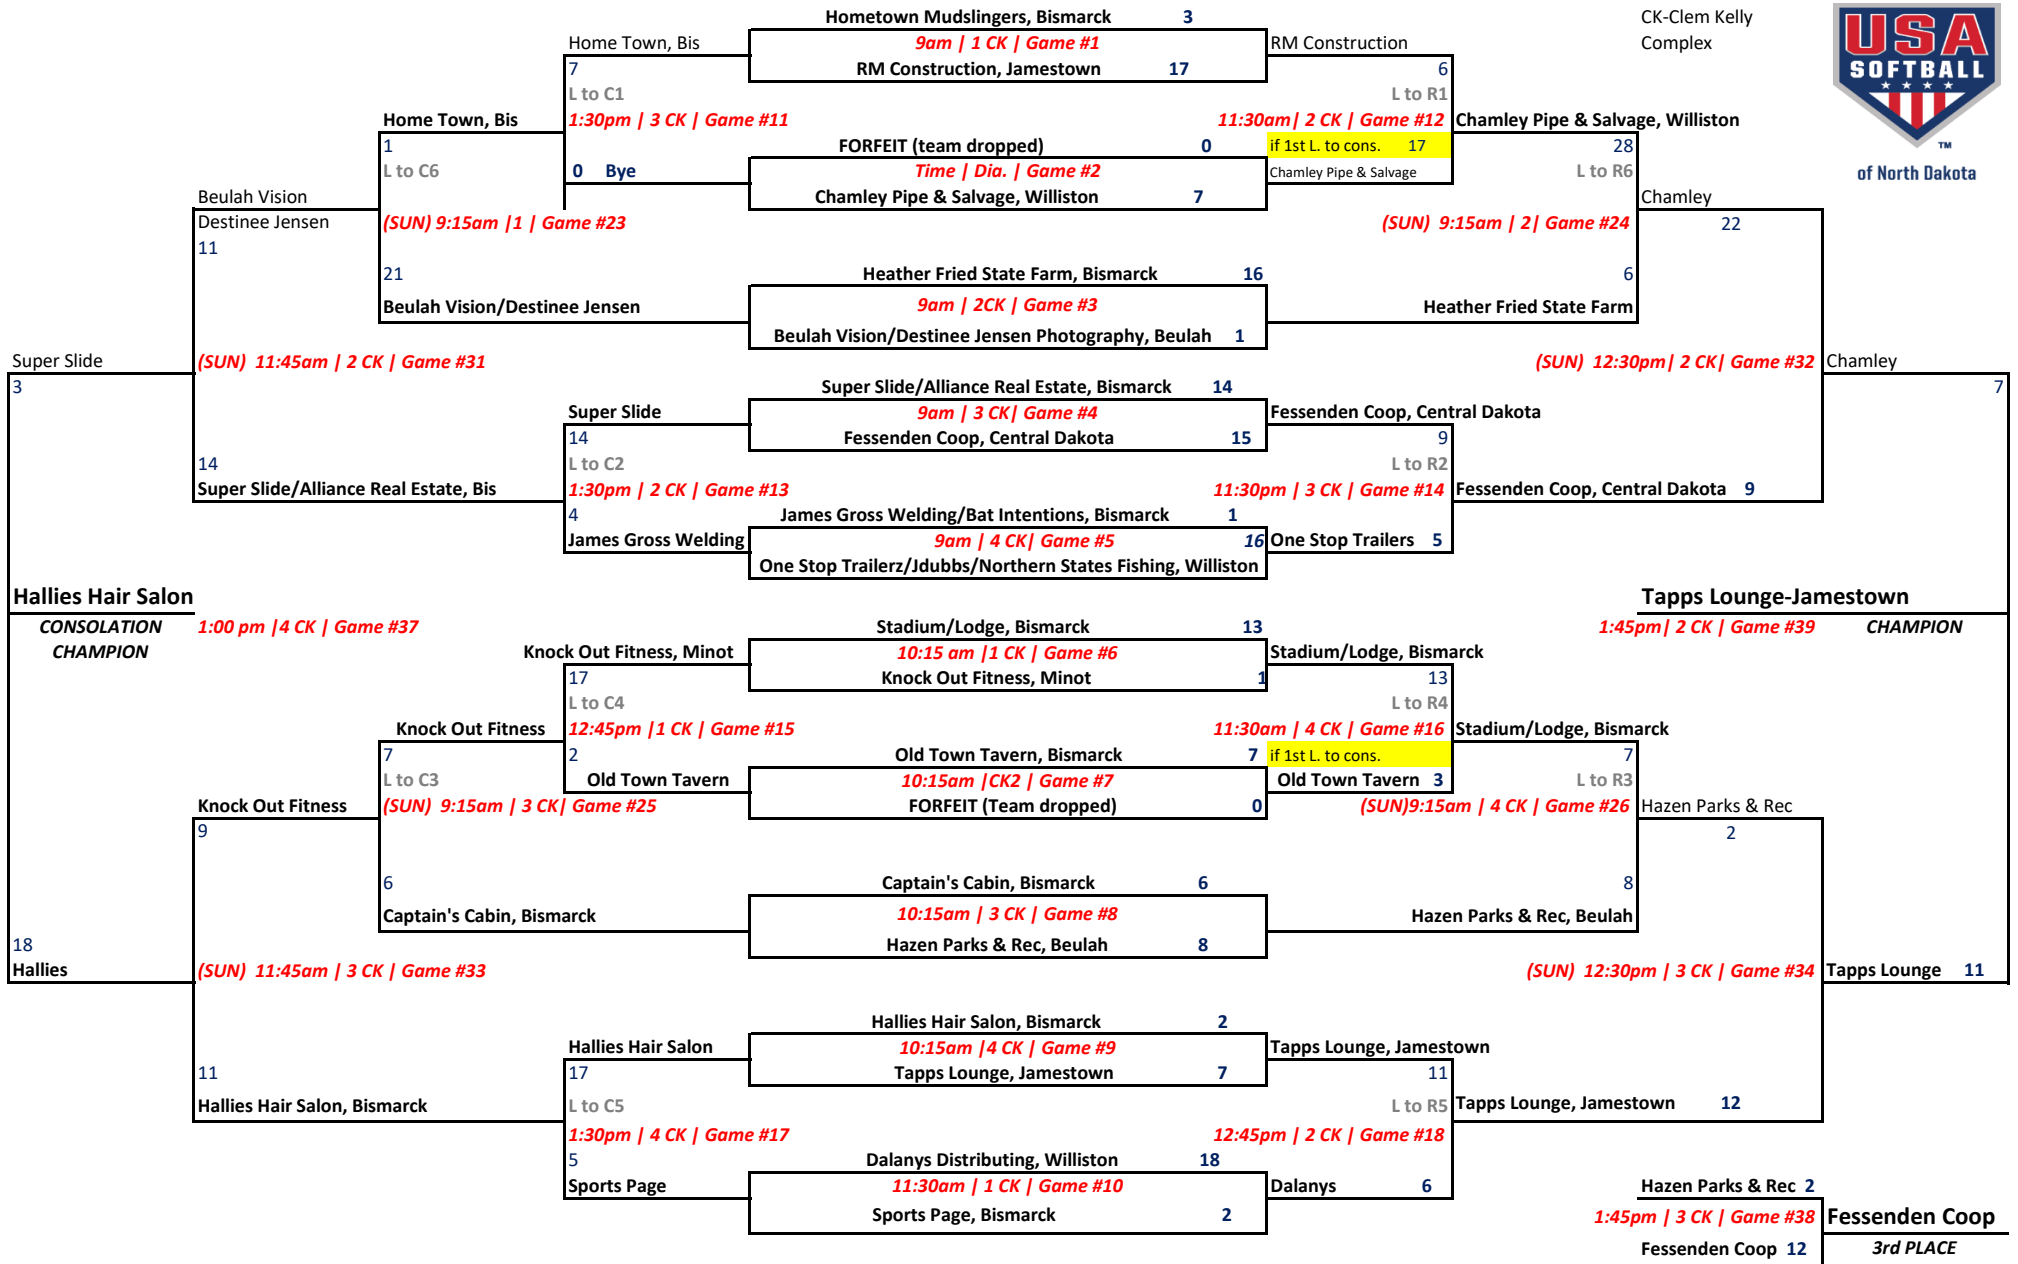 Hometown Mudslingers, Bismarck 3
CK-Clem Kelly
Complex
USA
SOFTBALL
TM
of North Dakota
Home Town, Bis
9am | 1 CK | Game #1
RM Construction
7
RM Construction, Jamestown 17
6
L to C1
L to R1
Home Town, Bis
1:30pm | 3 CK | Game #11
11:30am| 2 CK | Game #12
Chamley Pipe & Salvage, Williston
1
FORFEIT (team dropped) 0
if 1st L. to cons. 17
28
L to C6
0 Bye
Time | Dia. | Game #2
Chamley Pipe & Salvage
L to R6
Beulah Vision
Chamley Pipe & Salvage, Williston 7
Chamley
Destinee Jensen
(SUN) 9:15am |1 | Game #23
(SUN) 9:15am | 2| Game #24
22
11
21
Heather Fried State Farm, Bismarck 16
6
Beulah Vision/Destinee Jensen
9am | 2CK | Game #3
Heather Fried State Farm
Beulah Vision/Destinee Jensen Photography, Beulah 1
Super Slide
(SUN) 11:45am | 2 CK | Game #31
(SUN) 12:30pm| 2 CK| Game #32
Chamley
3
Super Slide/Alliance Real Estate, Bismarck 14
7
Super Slide
9am | 3 CK| Game #4
Fessenden Coop, Central Dakota
14
Fessenden Coop, Central Dakota 15
9
14
L to C2
L to R2
Super Slide/Alliance Real Estate, Bis
1:30pm | 2 CK | Game #13
11:30pm | 3 CK | Game #14
Fessenden Coop, Central Dakota 9
4
James Gross Welding/Bat Intentions, Bismarck 1
James Gross Welding
9am | 4 CK| Game #5
16
One Stop Trailers 5
One Stop Trailerz/Jdubbs/Northern States Fishing, Williston
Hallies Hair Salon
Tapps Lounge-Jamestown
CONSOLATION
CHAMPION
1:00 pm |4 CK | Game #37
Stadium/Lodge, Bismarck 13
1:45pm| 2 CK | Game #39
CHAMPION
Knock Out Fitness, Minot
10:15 am |1 CK | Game #6
Stadium/Lodge, Bismarck
17
Knock Out Fitness, Minot 1
13
L to C4
L to R4
Knock Out Fitness
12:45pm |1 CK | Game #15
11:30am | 4 CK | Game #16
Stadium/Lodge, Bismarck
7
2
Old Town Tavern, Bismarck 7
if 1st L. to cons.
7
L to C3
Old Town Tavern
10:15am |CK2 | Game #7
Old Town Tavern 3
L to R3
Knock Out Fitness
(SUN) 9:15am | 3 CK| Game #25
FORFEIT (Team dropped) 0
(SUN)9:15am | 4 CK | Game #26
Hazen Parks & Rec
9
2
6
Captain's Cabin, Bismarck 6
8
Captain's Cabin, Bismarck
10:15am | 3 CK | Game #8
Hazen Parks & Rec, Beulah
18
Hazen Parks & Rec, Beulah 8
Hallies
(SUN) 11:45am | 3 CK | Game #33
(SUN) 12:30pm | 3 CK | Game #34
Tapps Lounge 11
Hallies Hair Salon, Bismarck 2
Hallies Hair Salon
10:15am |4 CK | Game #9
Tapps Lounge, Jamestown
11
17
Tapps Lounge, Jamestown 7
11
Hallies Hair Salon, Bismarck
L to C5
L to R5
Tapps Lounge, Jamestown 12
1:30pm | 4 CK | Game #17
12:45pm | 2 CK | Game #18
5
Dalanys Distributing, Williston 18
Sports Page
11:30am | 1 CK | Game #10
Dalanys 6
Hazen Parks & Rec 2
Sports Page, Bismarck 2
1:45pm | 3 CK | Game #38
Fessenden Coop
Fessenden Coop 12
3rd PLACE